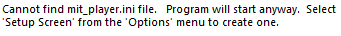 Cannot find mit_player.ini file.   Program will start anyway.  Select
'Setup Screen' from the 'Options' menu to create one.